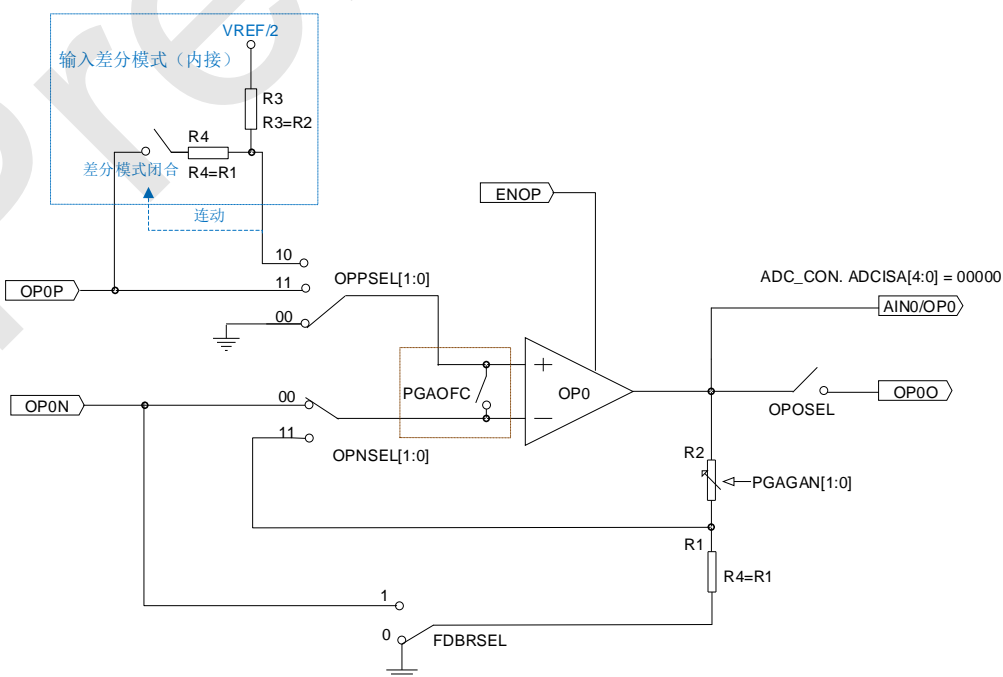 VREF/2
输入差分模式（内接）
R3
R3=R2
R4
差分模式闭合
R4=R1
连动
ENOP
10
OP0P
11
OPPSEL[1:0]
ADC_CON. ADCISA[4:0] = 00000
AIN0/OP0
00
PGAOFC
OP0
OP0N
00
OP0O
OPOSEL
11
OPNSEL[1:0]
R2
PGAGAN[1:0]
R1
R4=R1
1
0
FDBRSEL